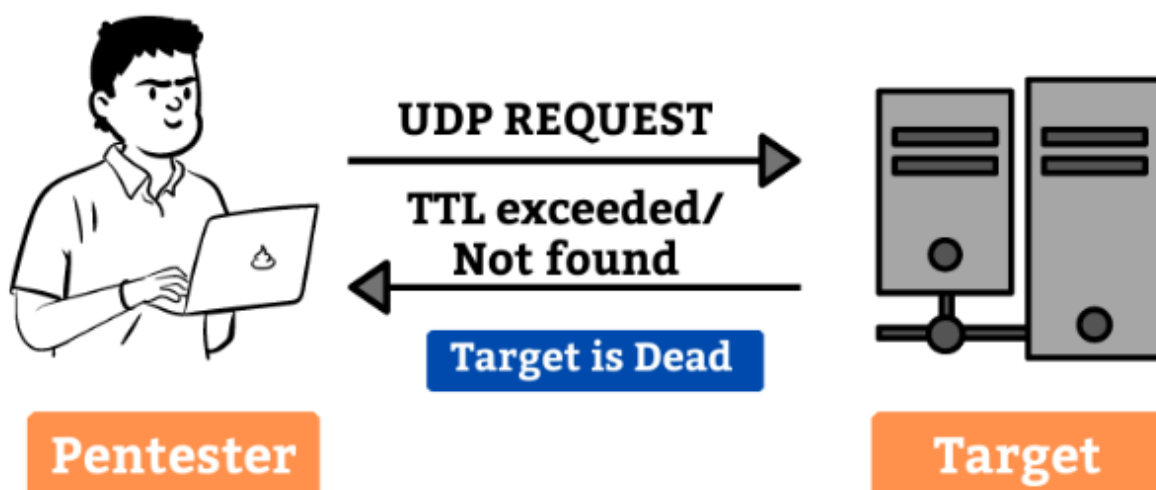 UDP REQUEST
TTL exceeded/
Not found
Target is Dead
Pentester
Target